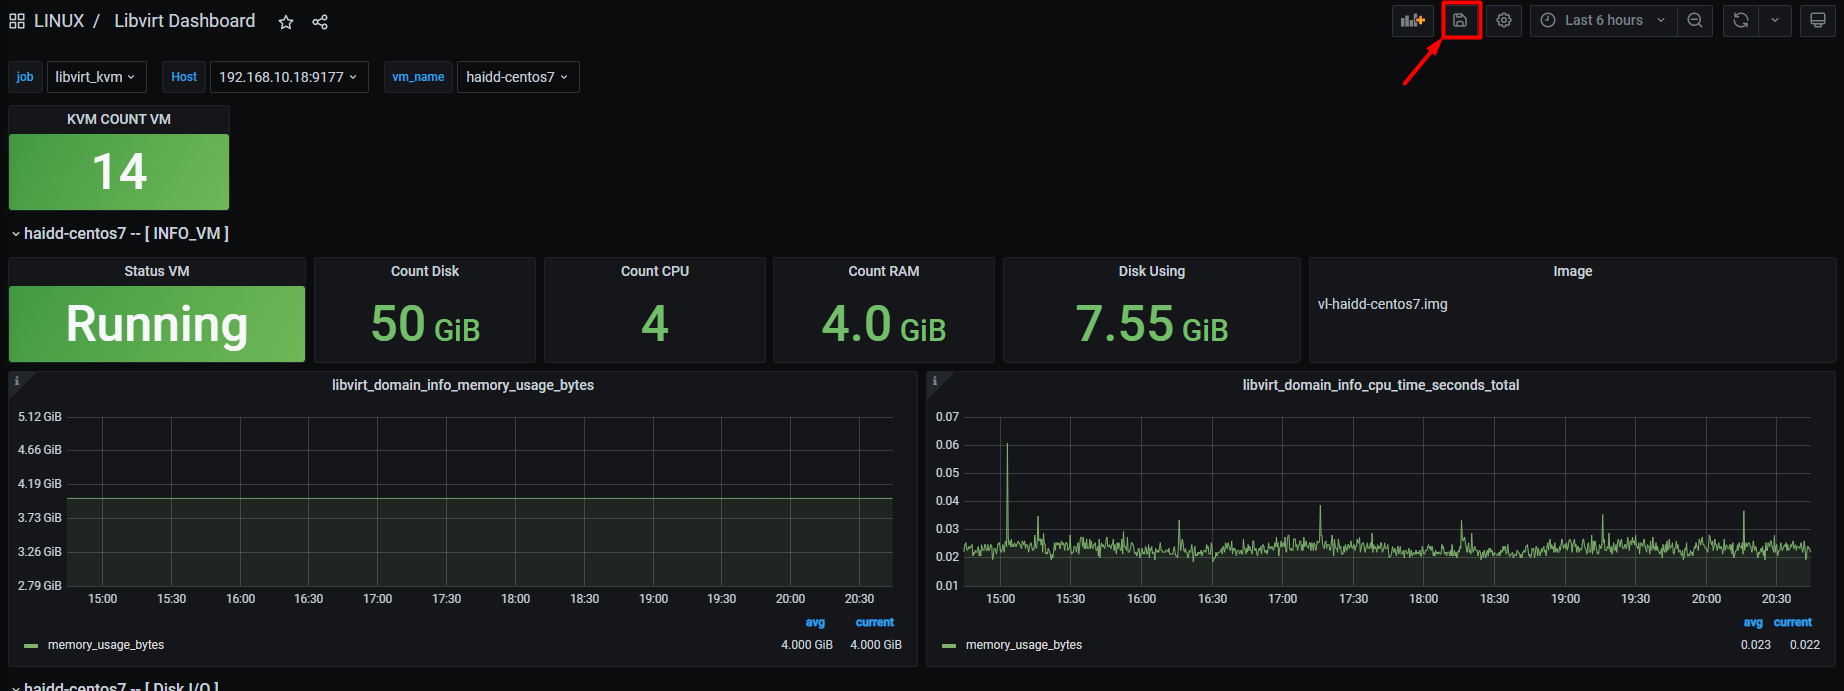 LINUX / Libvirt Dashboard
Last 6 hours
job libvirt_kvm Host 192.168.10.18:9177 vm_name haidd-centos7
KVM COUNT VM
14
haidd-centos7 -- [ INFO_VM ]
Status VM
Running
Count Disk
50 GiB
Count CPU
4
Count RAM
4.0 GiB
Disk Using
7.55 GiB
Image
vl-haidd-centos7.img
i
libvirt_domain_info_memory_usage_bytes
5.12 GiB
4.66 GiB
4.19 GiB
3.73 GiB
3.26 GiB
2.79 GiB
15:00 15:30 16:00 16:30 17:00 17:30 18:00 18:30 19:00 19:30 20:00 20:30
avg current
memory_usage_bytes 4.000 GiB 4.000 GiB
i
libvirt_domain_info_cpu_time_seconds_total
0.07
0.06
0.05
0.04
0.03
0.02
0.01
15:00 15:30 16:00 16:30 17:00 17:30 18:00 18:30 19:00 19:30 20:00 20:30
avg current
memory_usage_bytes 0.023 0.022
haidd-centos7 -- [ Disk I/O ]